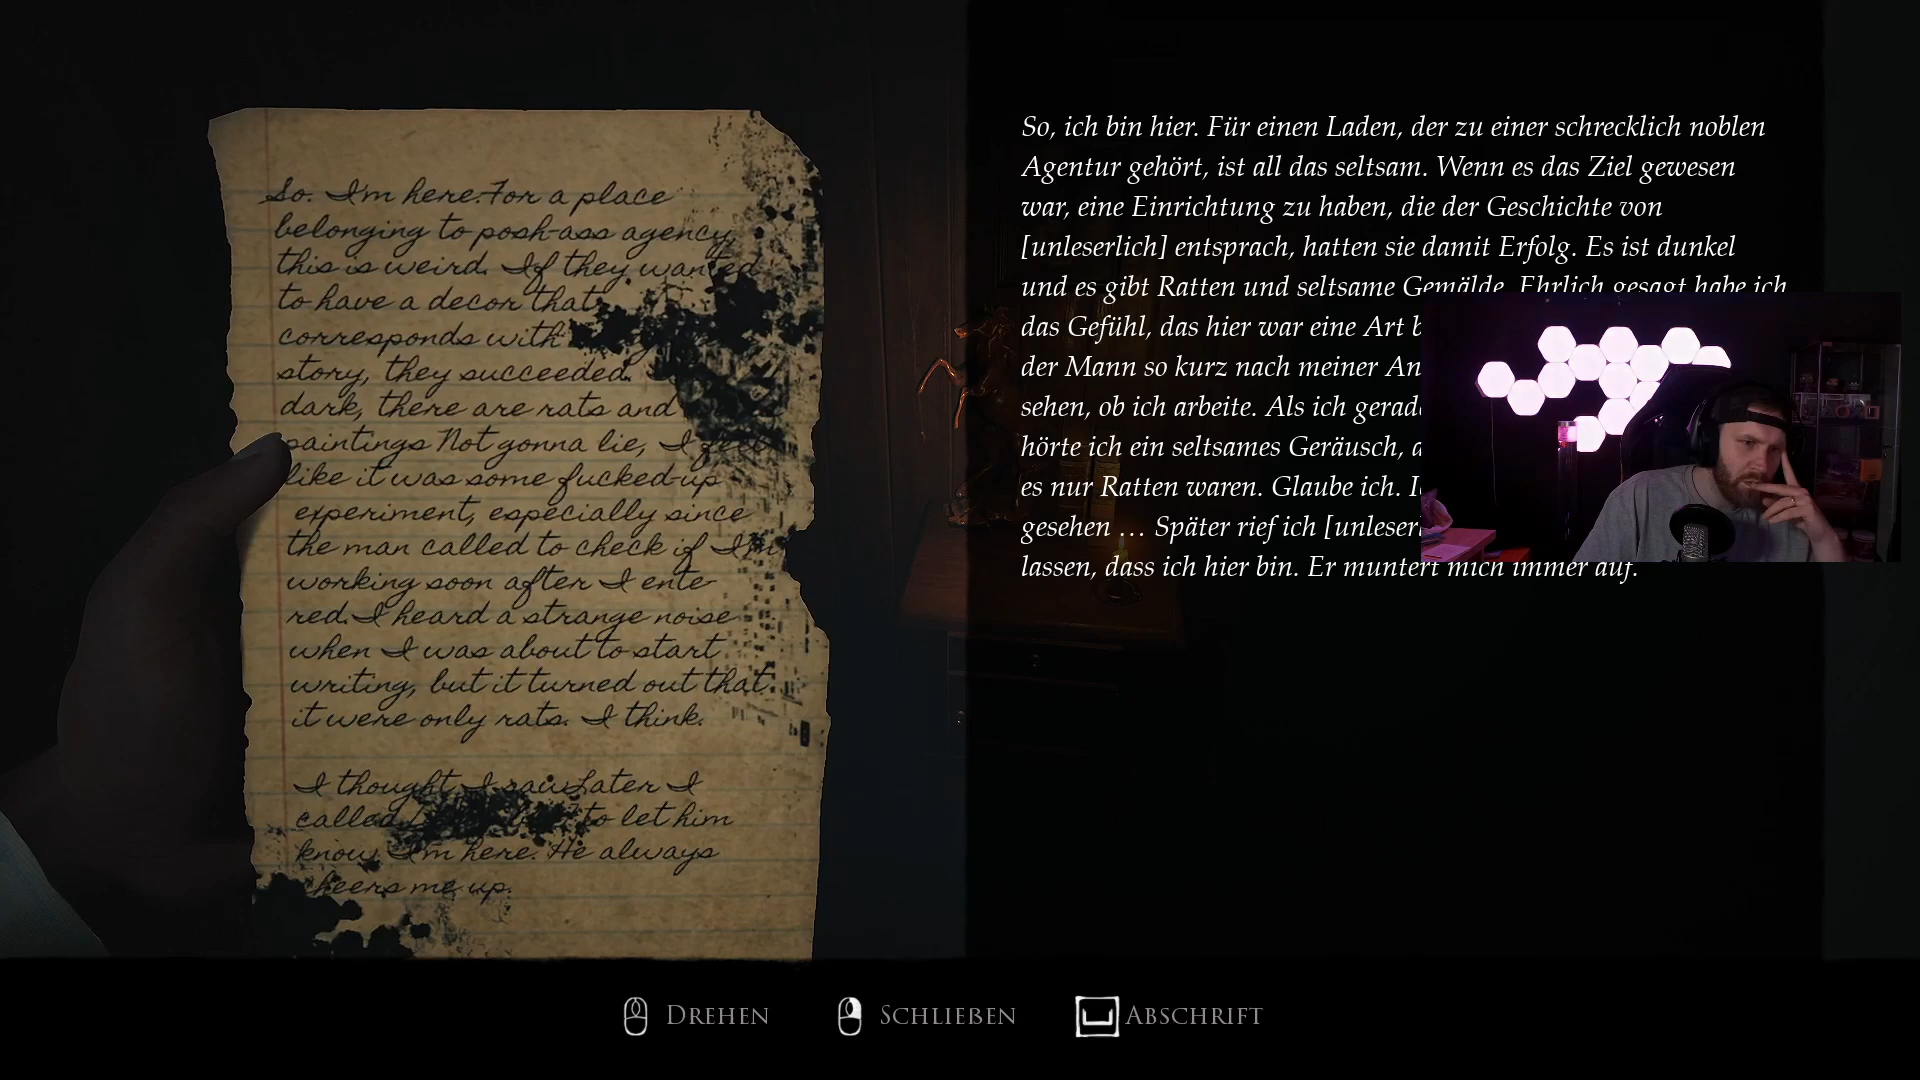 So. I'm here. For a place
belonging to posh-ass agency,
this is weird. If they wanted
to have a decor that
corresponds with
story, they succeeded.
dark, there are rats and
paintings Not gonna lie, I feel
like it was some fucked-up
experiment, especially since
the man called to check if I'm
working soon after I ente-
red. I heard a strange noise
when I was about to start
writing, but it turned out that
it were only rats. I think.
I thought I saw Later I
called to let him
know I'm here. He always
cheers me up.
So, ich bin hier. Für einen Laden, der zu einer schrecklich noblen
Agentur gehört, ist all das seltsam. Wenn es das Ziel gewesen
war, eine Einrichtung zu haben, die der Geschichte von
[unleserlich] entsprach, hatten sie damit Erfolg. Es ist dunkel
und es gibt Ratten und seltsame Gemälde. Ehrlich gesagt habe ich
das Gefühl, das hier war eine Art
der Mann so kurz nach meiner
sehen, ob ich arbeite. Als ich
hörte ich ein seltsames Geräusch,
es nur Ratten waren. Glaube ich.
gesehen … Später rief ich
lassen, dass ich hier bin. Er muntert mich immer auf.
DREHEN
SCHLIEẞEN
ABSCHRIFT